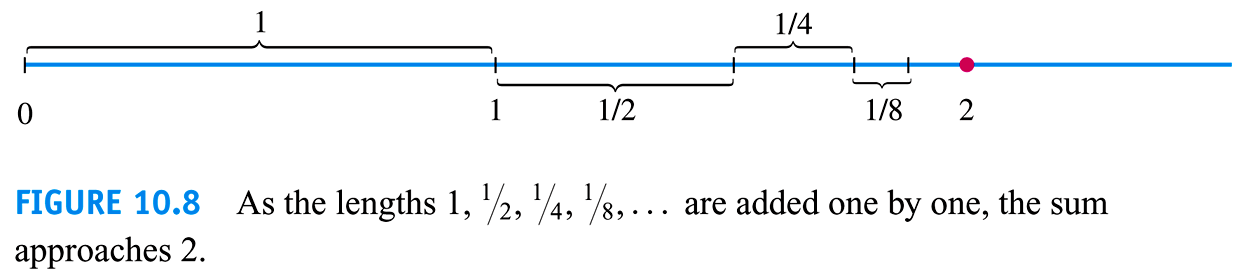 1 1/4
0 1 1/2 1/8 2
FIGURE 10.8 As the lengths 1, 1/2, 1/4, 1/8, . . . are added one by one, the sum
approaches 2.